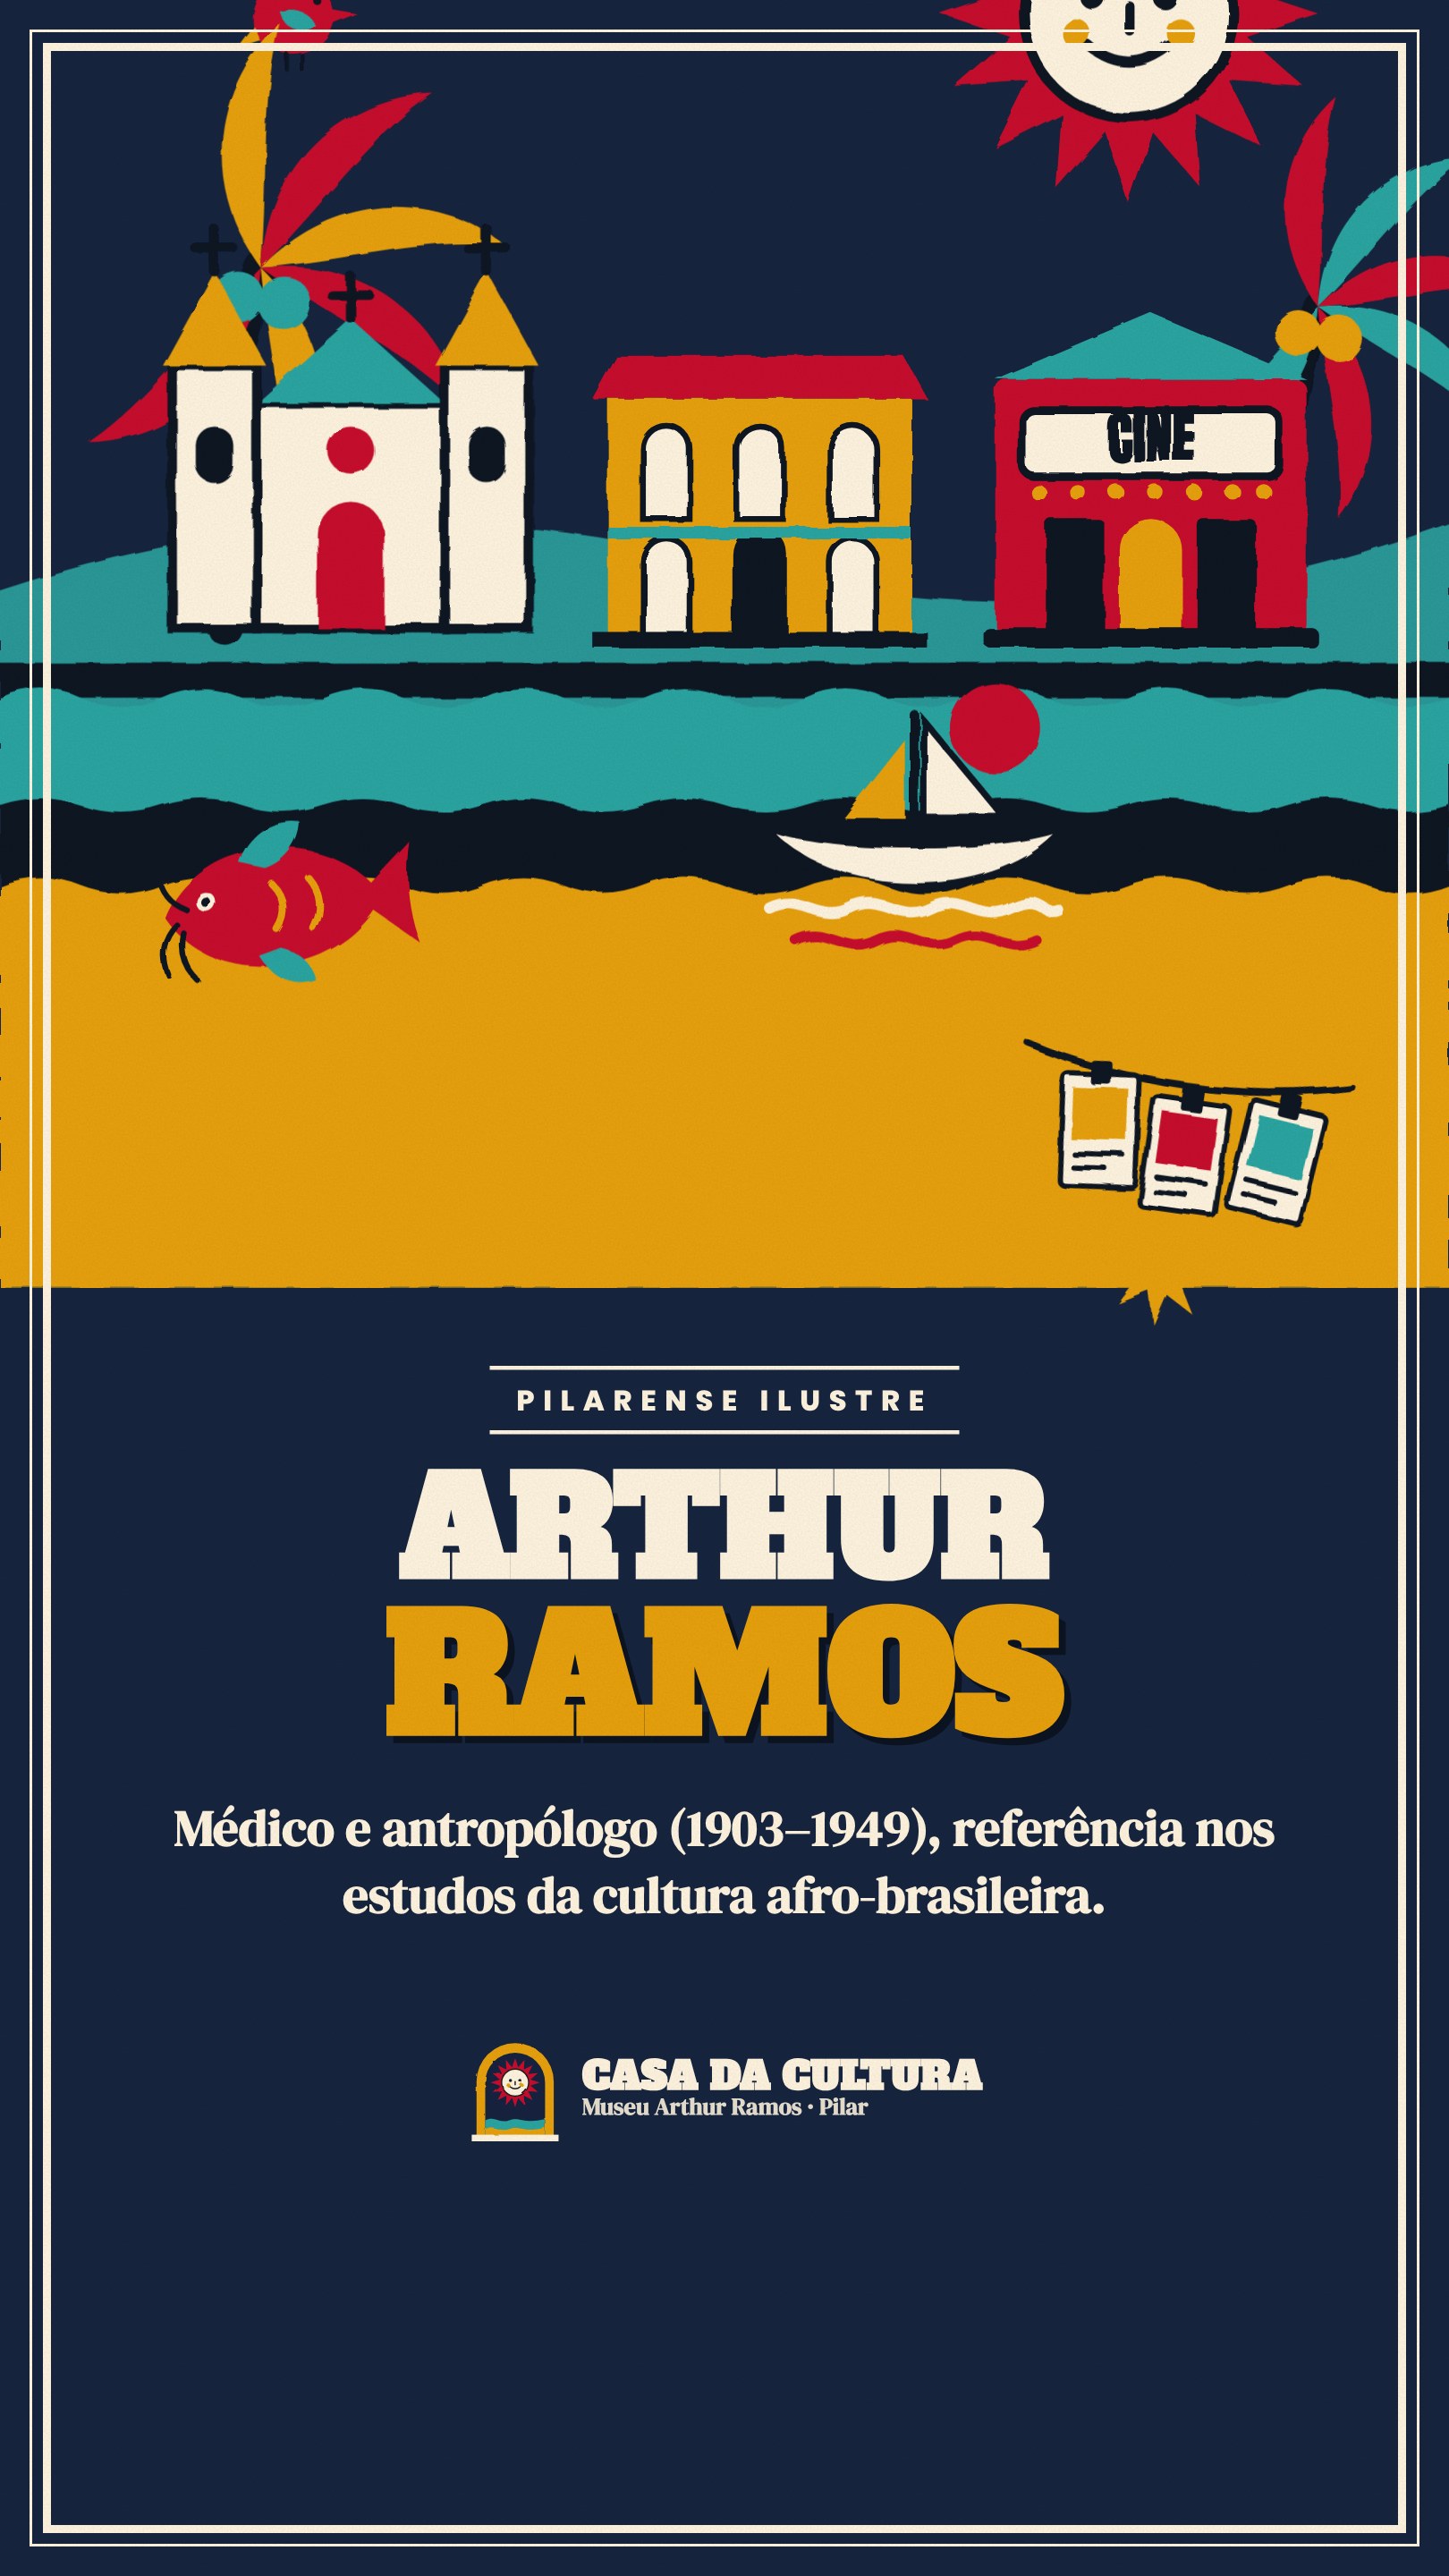 CINE
PILARENSE ILUSTRE
ARTHUR
RAMOS
Médico e antropólogo (1903–1949), referência nos
estudos da cultura afro-brasileira.
CASA DA CULTURA
Museu Arthur Ramos • Pilar